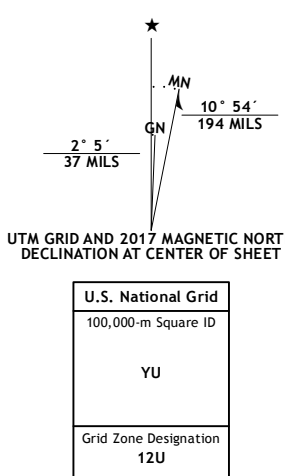 ★
MN
10° 54´
194 MILS
GN
2° 5´
37 MILS
UTM GRID AND 2017 MAGNETIC NORT
DECLINATION AT CENTER OF SHEET
U.S. National Grid
100,000-m Square ID
YU
Grid Zone Designation
12U